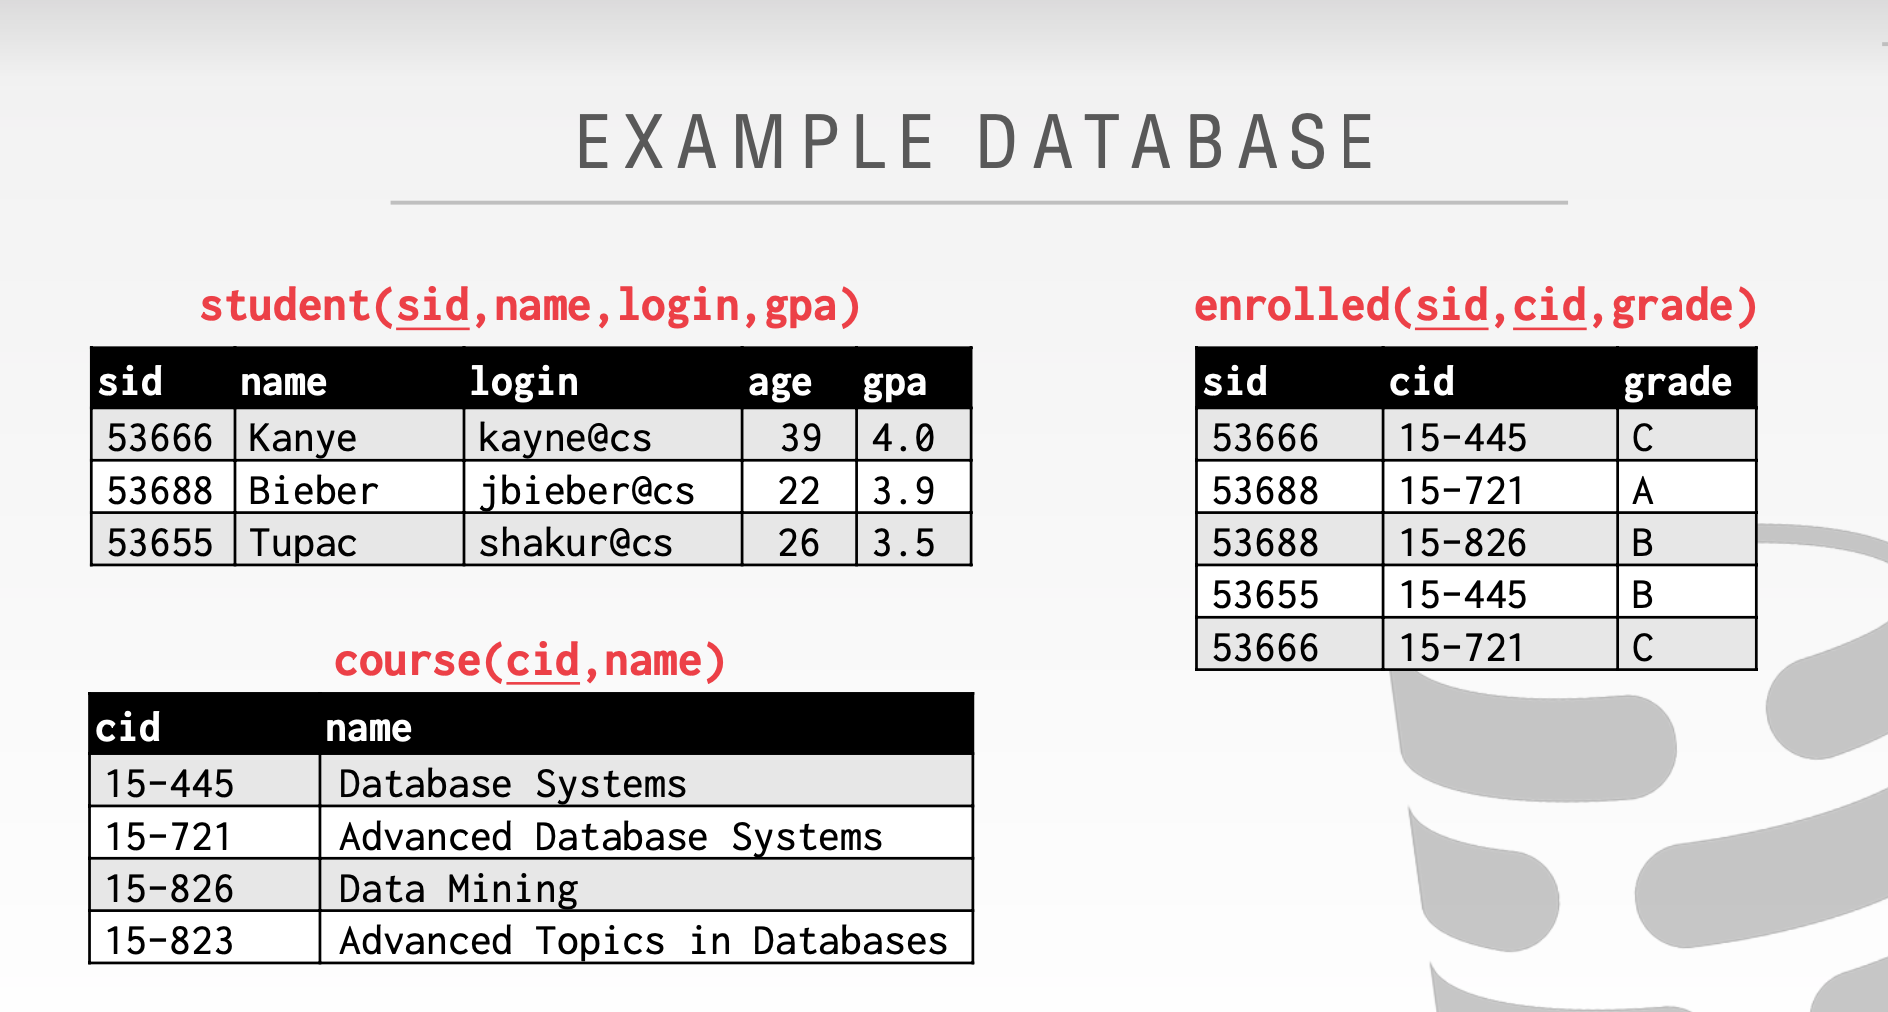 EXAMPLE DATABASE
student(sid,name,login,gpa)
sid name login age gpa
53666 Kanye kayne@cs 39 4.0
53688 Bieber jbieber@cs 22 3.9
53655 Tupac shakur@cs 26 3.5
course(cid,name)
cid name
15-445 Database Systems
15-721 Advanced Database Systems
15-826 Data Mining
15-823 Advanced Topics in Databases
enrolled(sid,cid,grade)
sid cid grade
53666 15-445 C
53688 15-721 A
53688 15-826 B
53655 15-445 B
53666 15-721 C